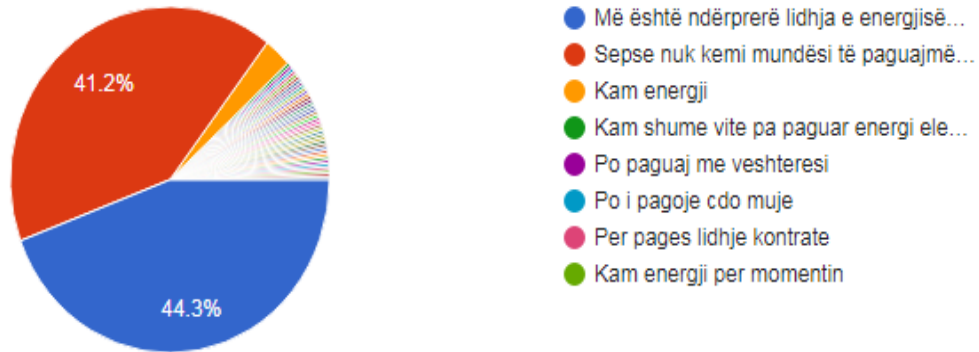 41.2%
44.3%
Më është ndërprerë lidhja e energjisë...
Sepse nuk kemi mundësi të paguajmë...
Kam energji
Kam shume vite pa paguar energi ele...
Po paguaj me veshteresi
Po i pagoje cdo muje
Per pages lidhje kontrate
Kam energji per momentin